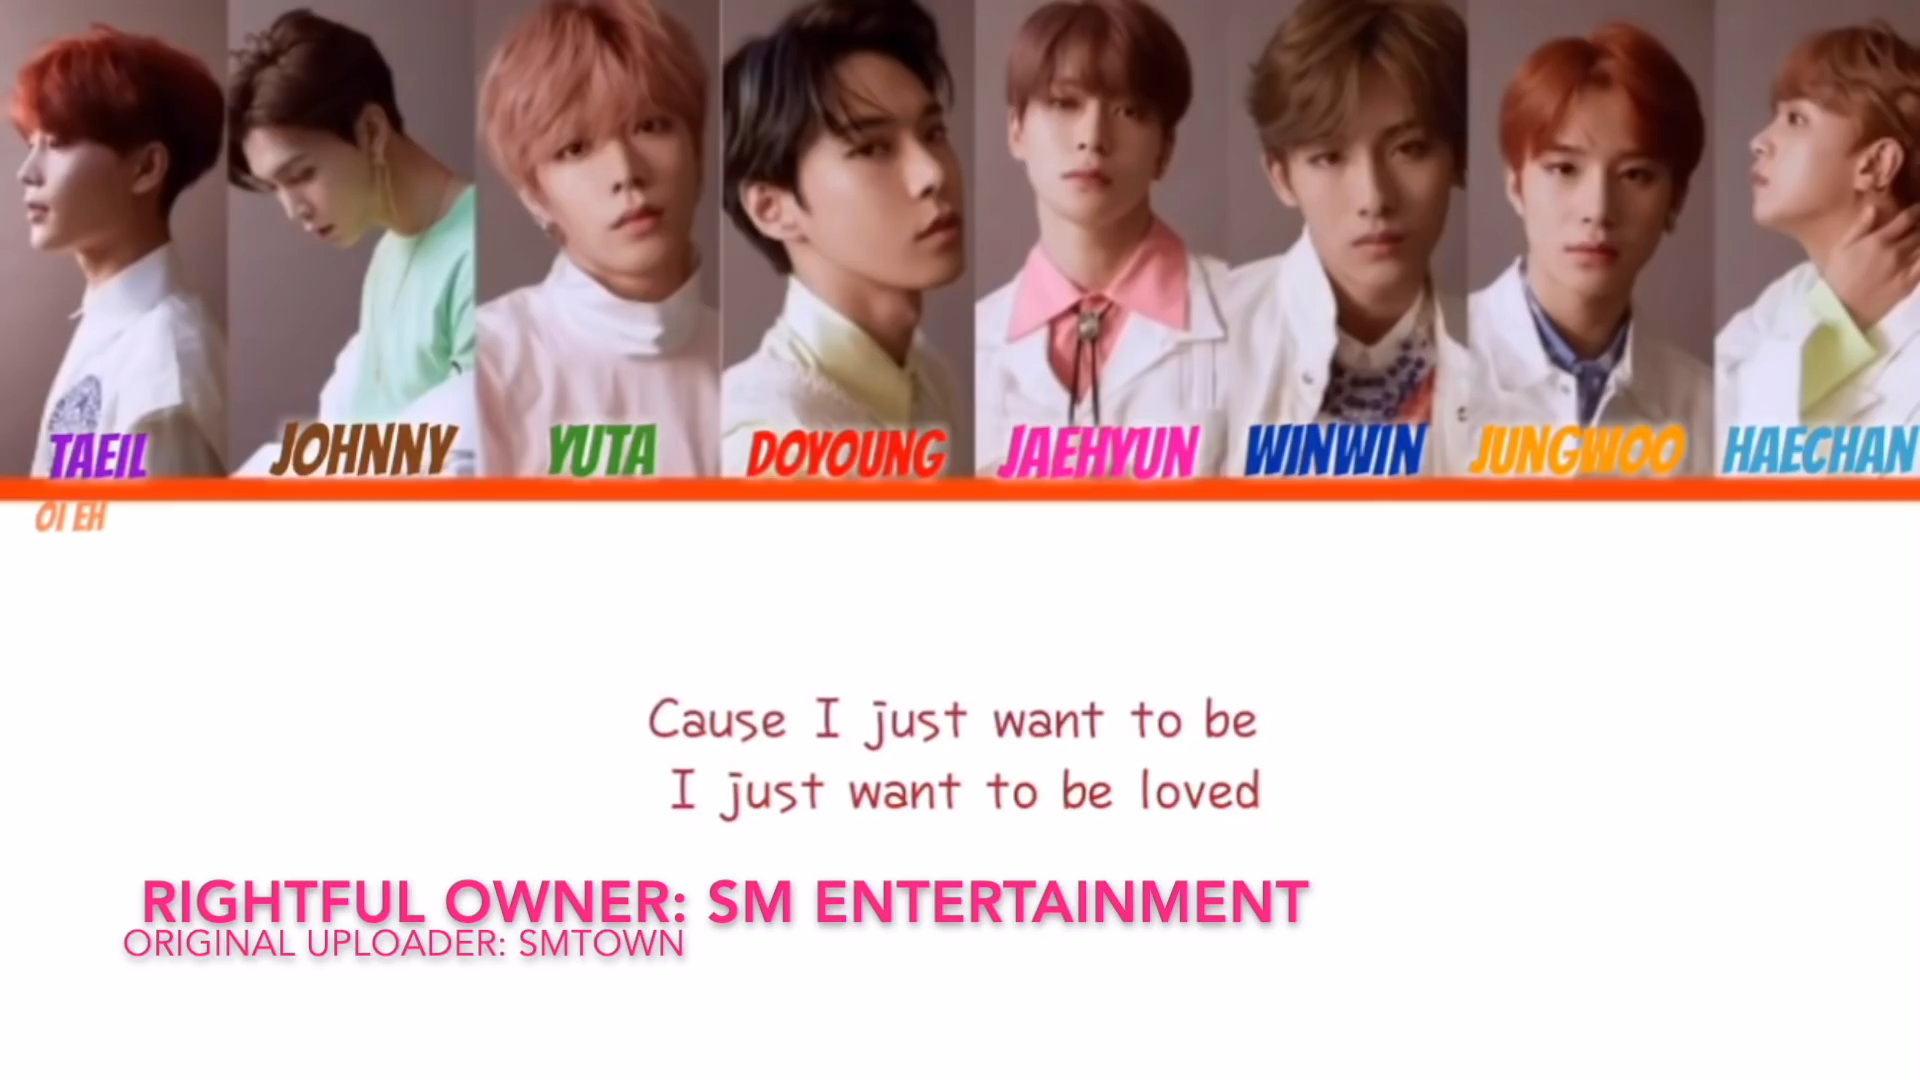 TAEIL JOHNNY YUTA DOYOUNG JAEHYUN WINWIN JUNGWOO HAECHAN
OI EH
Cause I just want to be
I just want to be loved
RIGHTFUL OWNER: SM ENTERTAINMENT
ORIGINAL UPLOADER: SMTOWN